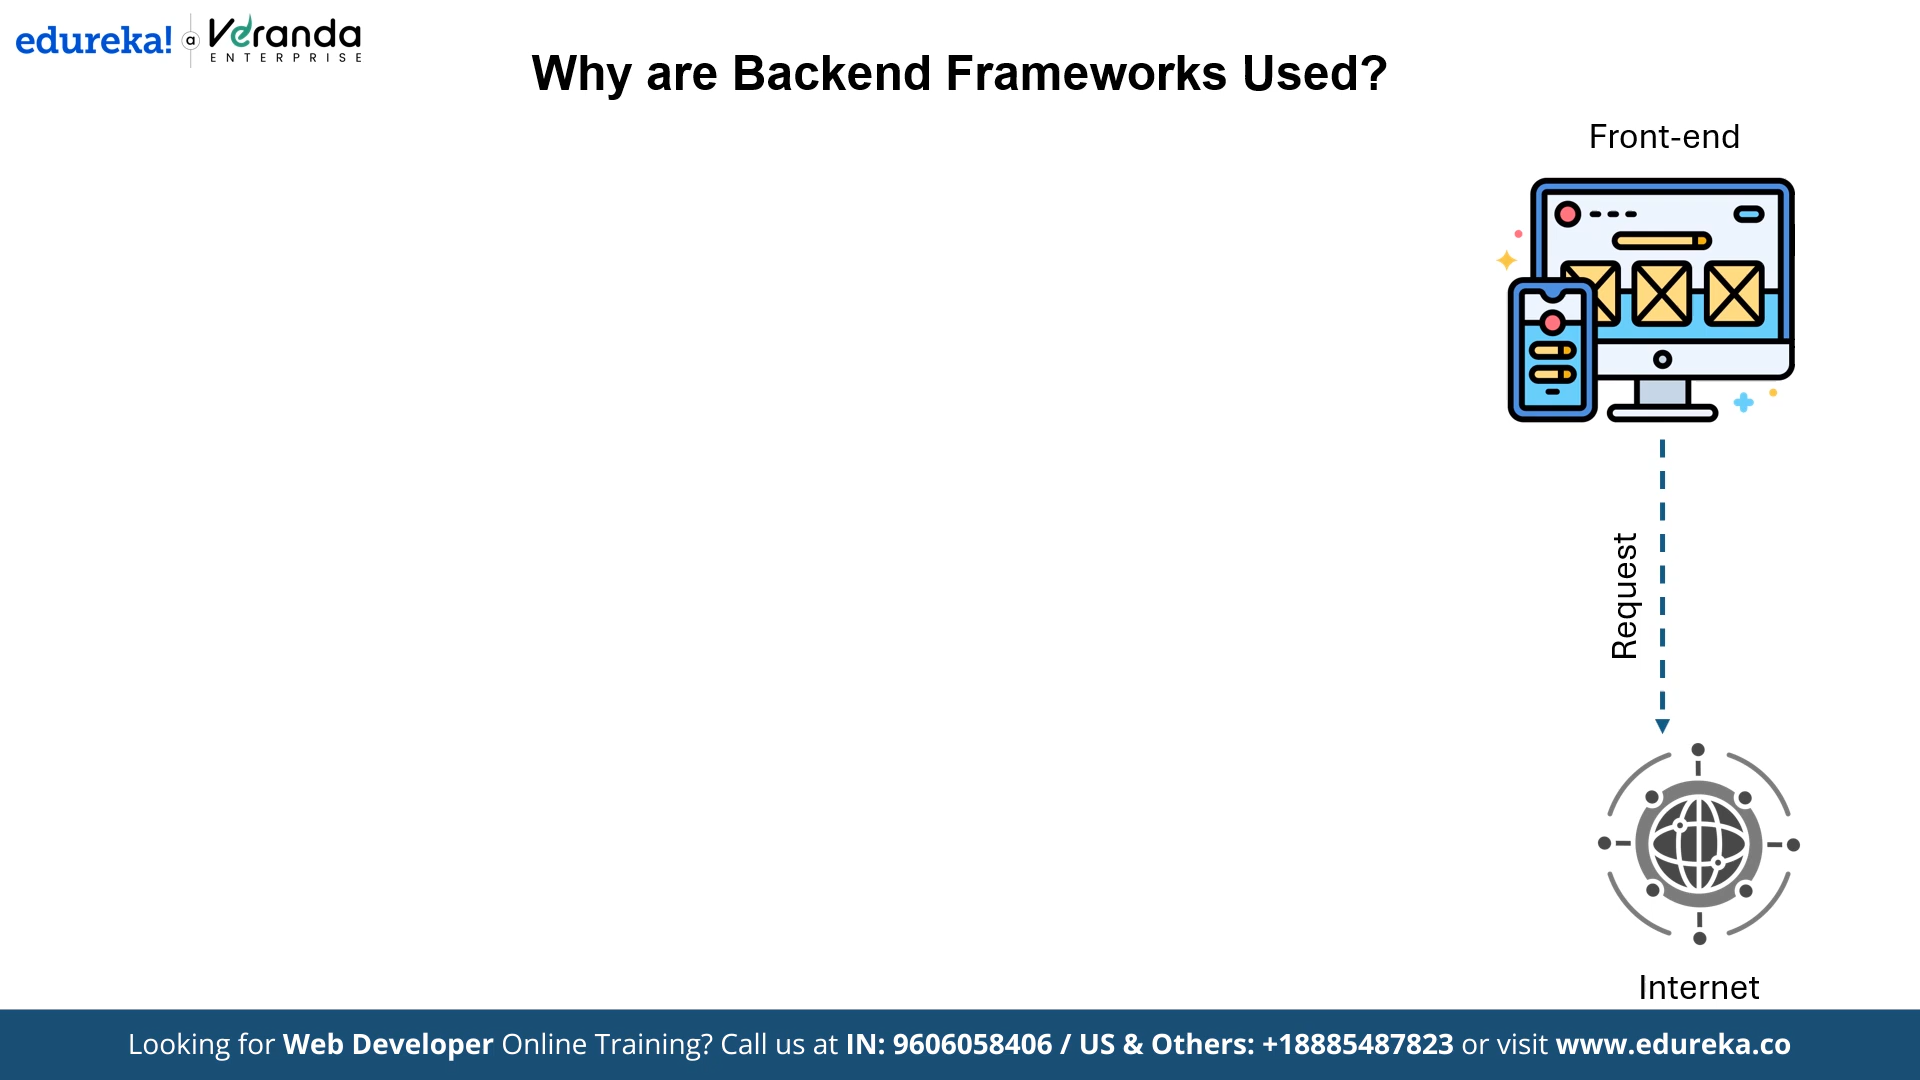 edureka! a Veranda
ENTERPRISE
Why are Backend Frameworks Used?
Front-end
Request
Internet
Looking for Web Developer Online Training? Call us at IN: 9606058406 / US & Others: +18885487823 or visit www.edureka.co